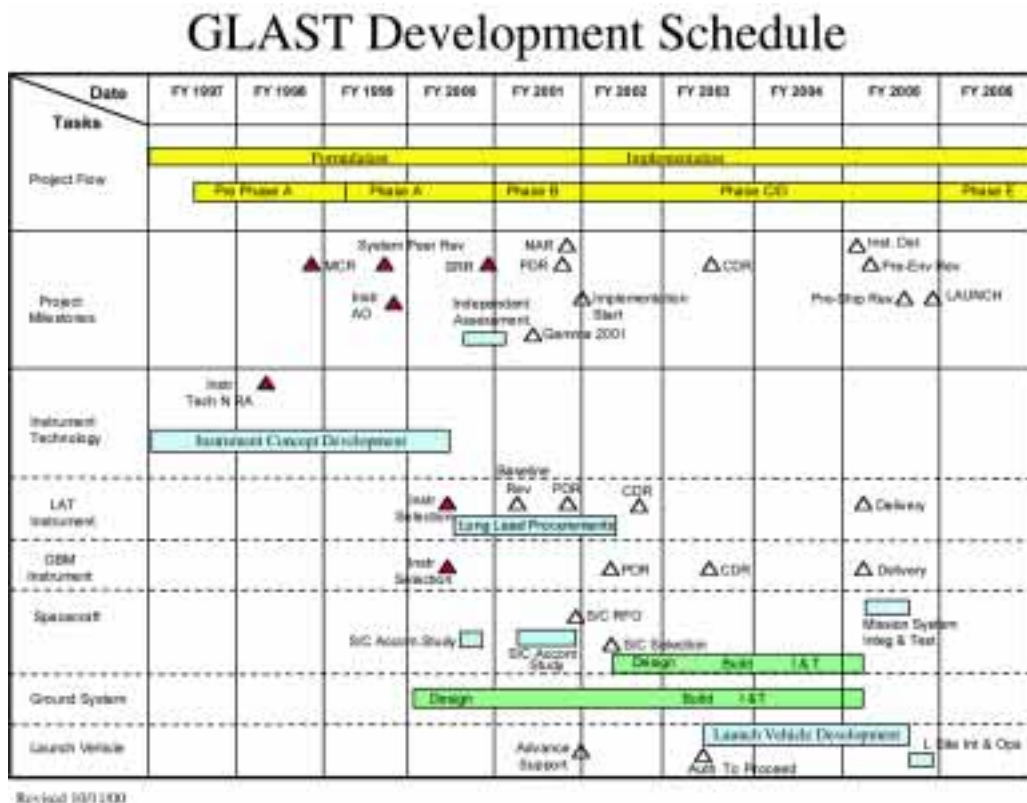 GLAST Development Schedule
Date
Tasks
FY 1997
FY 1998
FY 1999
FY 2000
FY 2001
FY 2002
FY 2003
FY 2004
FY 2005
FY 2006
Project Flow
Formulation
Implementation
Pre Phase A
Phase A
Phase B
Phase C/D
Phase E
Project
Milestones
System Peer Rev
NAR
Inst. Del
MCR
SRR
PDR
CDR
Pre-Env Rev
Instr
AO
Independent
Assessment
Implementation
Start
Pre-Ship Rev
LAUNCH
Gamma 2001
Instrument
Technology
Instr
Tech NRA
Instrument Concept Development
LAT
Instrument
Instr
Selection
Baseline
Rev
PDR
CDR
Delivery
Long Lead Procurements
GBM
Instrument
Instr
Selection
PDR
CDR
Delivery
Spacecraft
S/C RFO
S/C Accom. Study
S/C Accom
Study
S/C Selection
Mission System
Integ & Test
Design
Build
I & T
Ground System
Design
Build
I &T
Launch Vehicle
Launch Vehicle Development
Advance
Support
Auth To Proceed
L Site Int & Ops
Revised 10/11/00